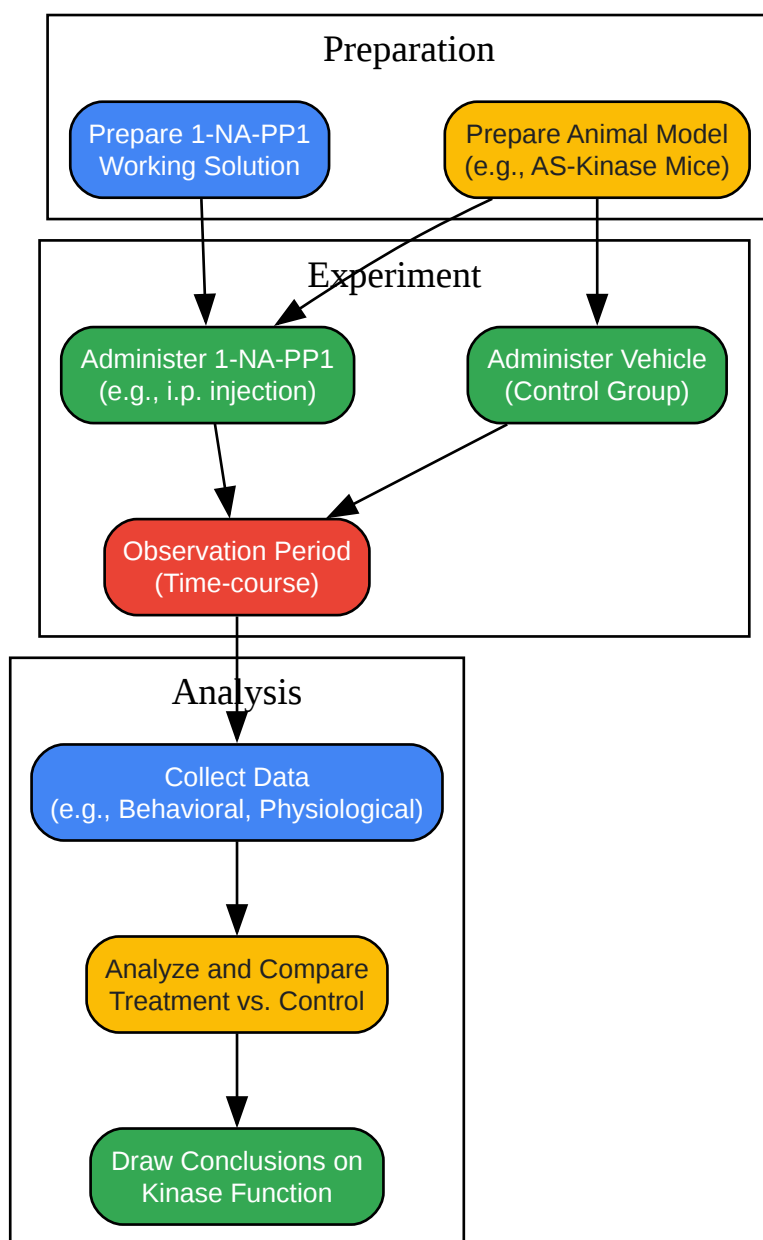 Preparation
Prepare 1-NA-PP1
Working Solution
Prepare Animal Model
(e.g., AS-Kinase Mice)
Experiment
Administer 1-NA-PP1
(e.g., i.p. injection)
Administer Vehicle
(Control Group)
Observation Period
(Time-course)
Analysis
Collect Data
(e.g., Behavioral, Physiological)
Analyze and Compare
Treatment vs. Control
Draw Conclusions on
Kinase Function